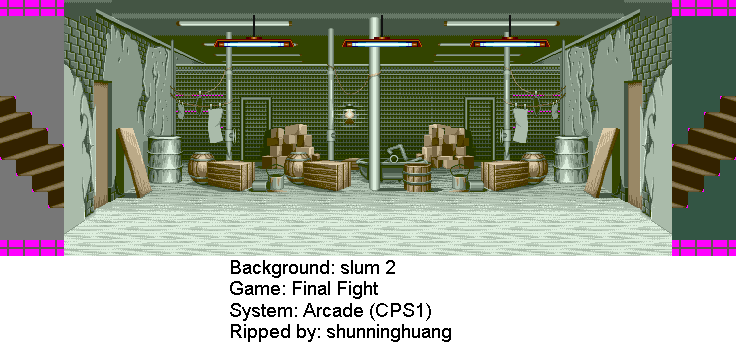 Background: slum 2
Game: Final Fight
System: Arcade (CPS1)
Ripped by: shunninghuang